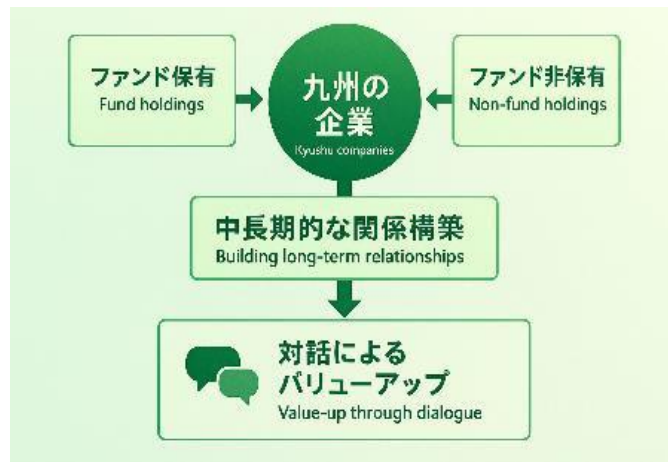 ファンド保有
Fund holdings
九州の
企業
Kyushu companies
ファンド非保有
Non-fund holdings
中長期的な関係構築
Building long-term relationships
対話による
バリューアップ
Value-up through dialogue